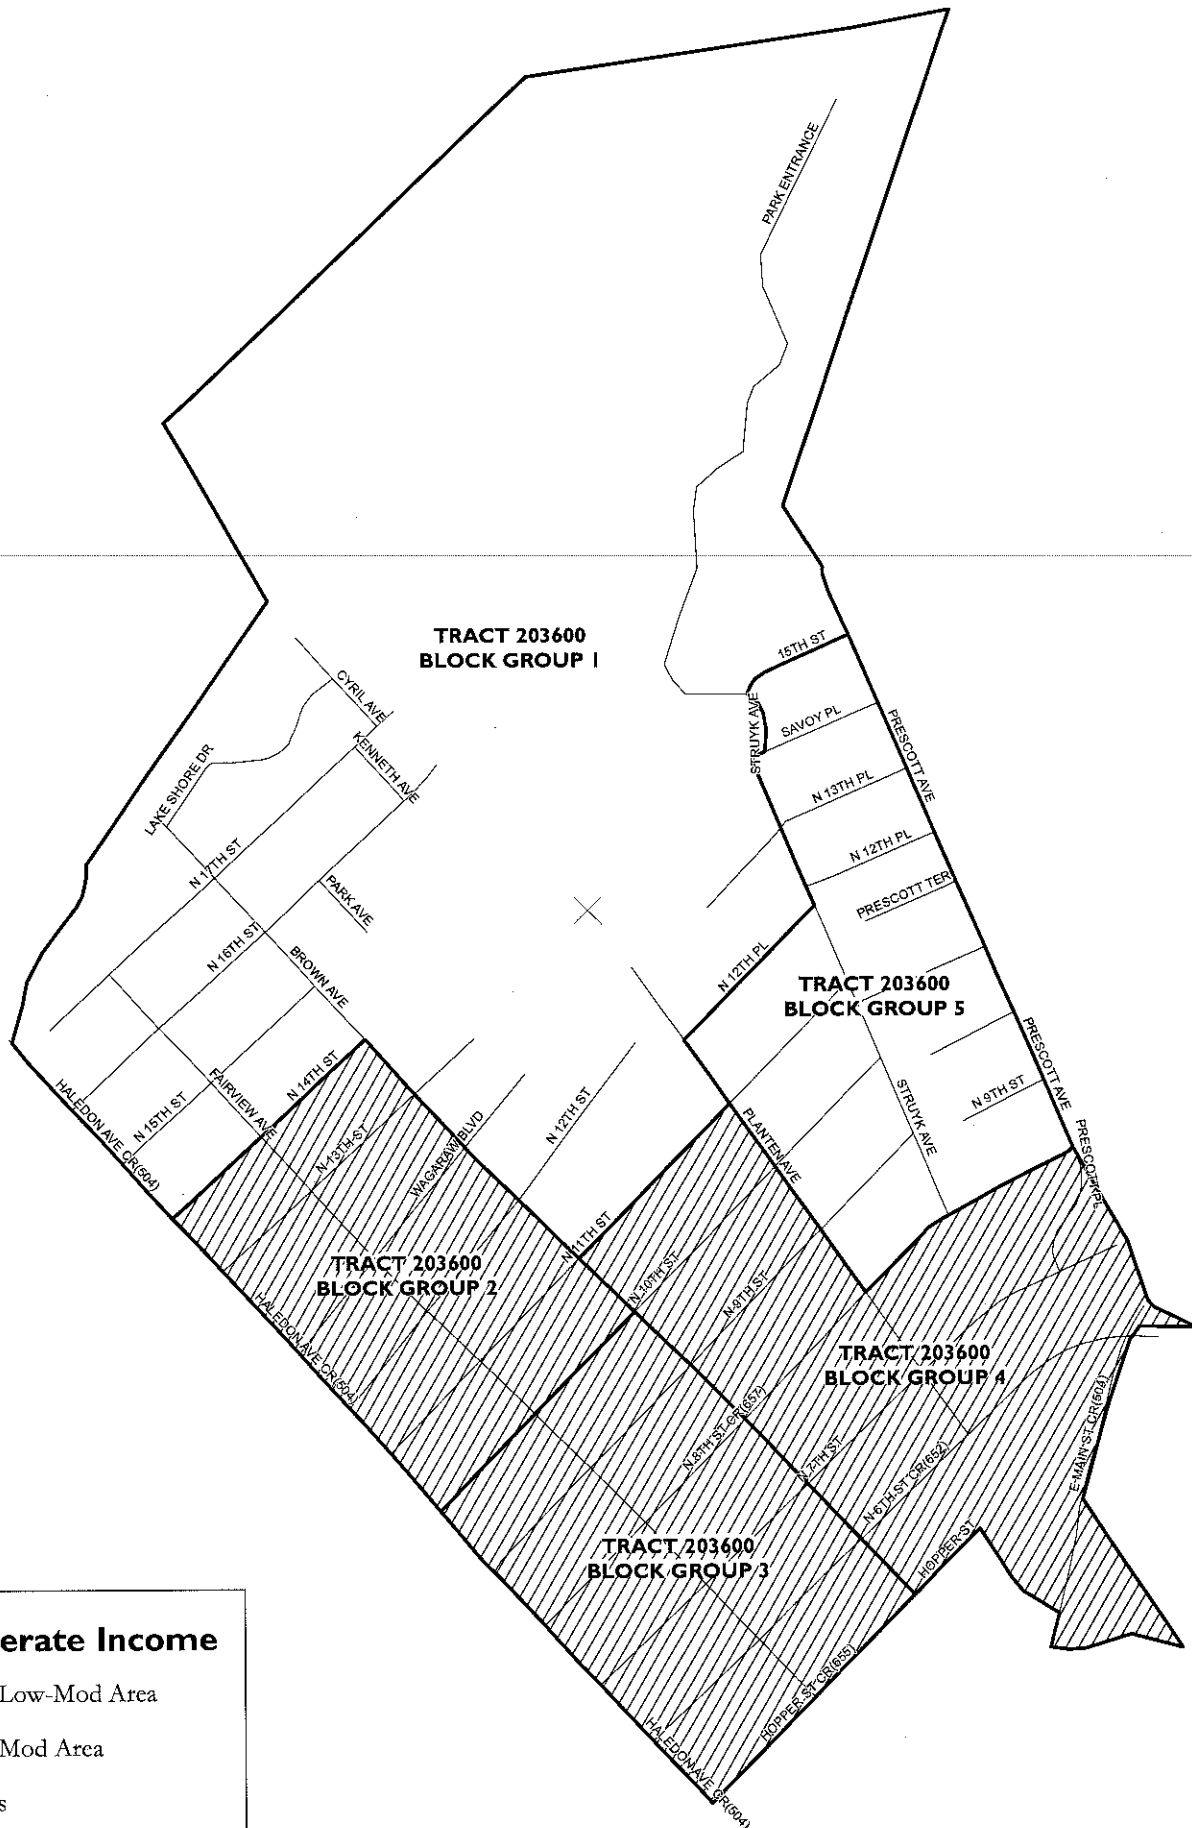 PARK ENTRANCE
TRACT 203600
BLOCK GROUP 1
15TH ST
STRUYK AVE
SAVOY PL
PRESCOTT AVE
CYRIL AVE
KENNETH AVE
LAKE SHORE DR
N 13TH PL
N 12TH PL
PRESCOTT TER
N 17TH ST
PARK AVE
N 16TH ST
BROWN AVE
N 12TH PL
TRACT 203600
BLOCK GROUP 5
PRESCOTT AVE
HALEDON AVE CR(504)
N 15TH ST
FAIRVIEW AVE
N 14TH ST
N 13TH ST
WAGARAW BLVD
N 12TH ST
PLANTEN AVE
STRUYK AVE
N 9TH ST
PRESCOTT PL
N 11TH ST
TRACT 203600
BLOCK GROUP 2
N 10TH ST
N 9TH ST
HALEDON AVE CR(504)
TRACT 203600
BLOCK GROUP 4
E MAIN ST CR(504)
N 8TH ST CR(657)
N 7TH ST
N 6TH ST CR(652)
HOPPER ST
TRACT 203600
BLOCK GROUP 3
HOPPER ST CR(655)
HALEDON AVE CR(504)
erate Income
Low-Mod Area
Mod Area
s